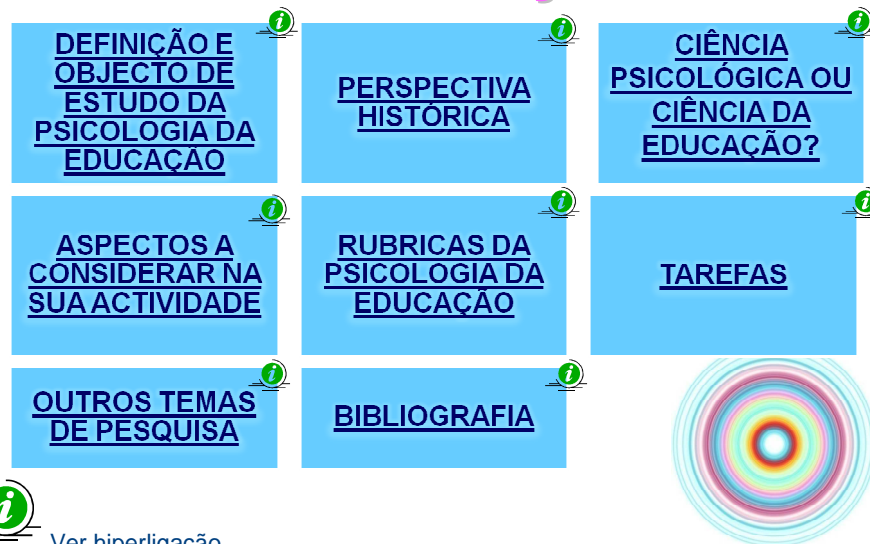 DEFINIÇÃO E
OBJECTO DE
ESTUDO DA
PSICOLOGIA DA
EDUCAÇÃO
PERSPECTIVA
HISTÓRICA
CIÊNCIA
PSICOLÓGICA OU
CIÊNCIA DA
EDUCAÇÃO?
ASPECTOS A
CONSIDERAR NA
SUA ACTIVIDADE
RUBRICAS DA
PSICOLOGIA DA
EDUCAÇÃO
TAREFAS
OUTROS TEMAS
DE PESQUISA
BIBLIOGRAFIA
Ver hiperligação